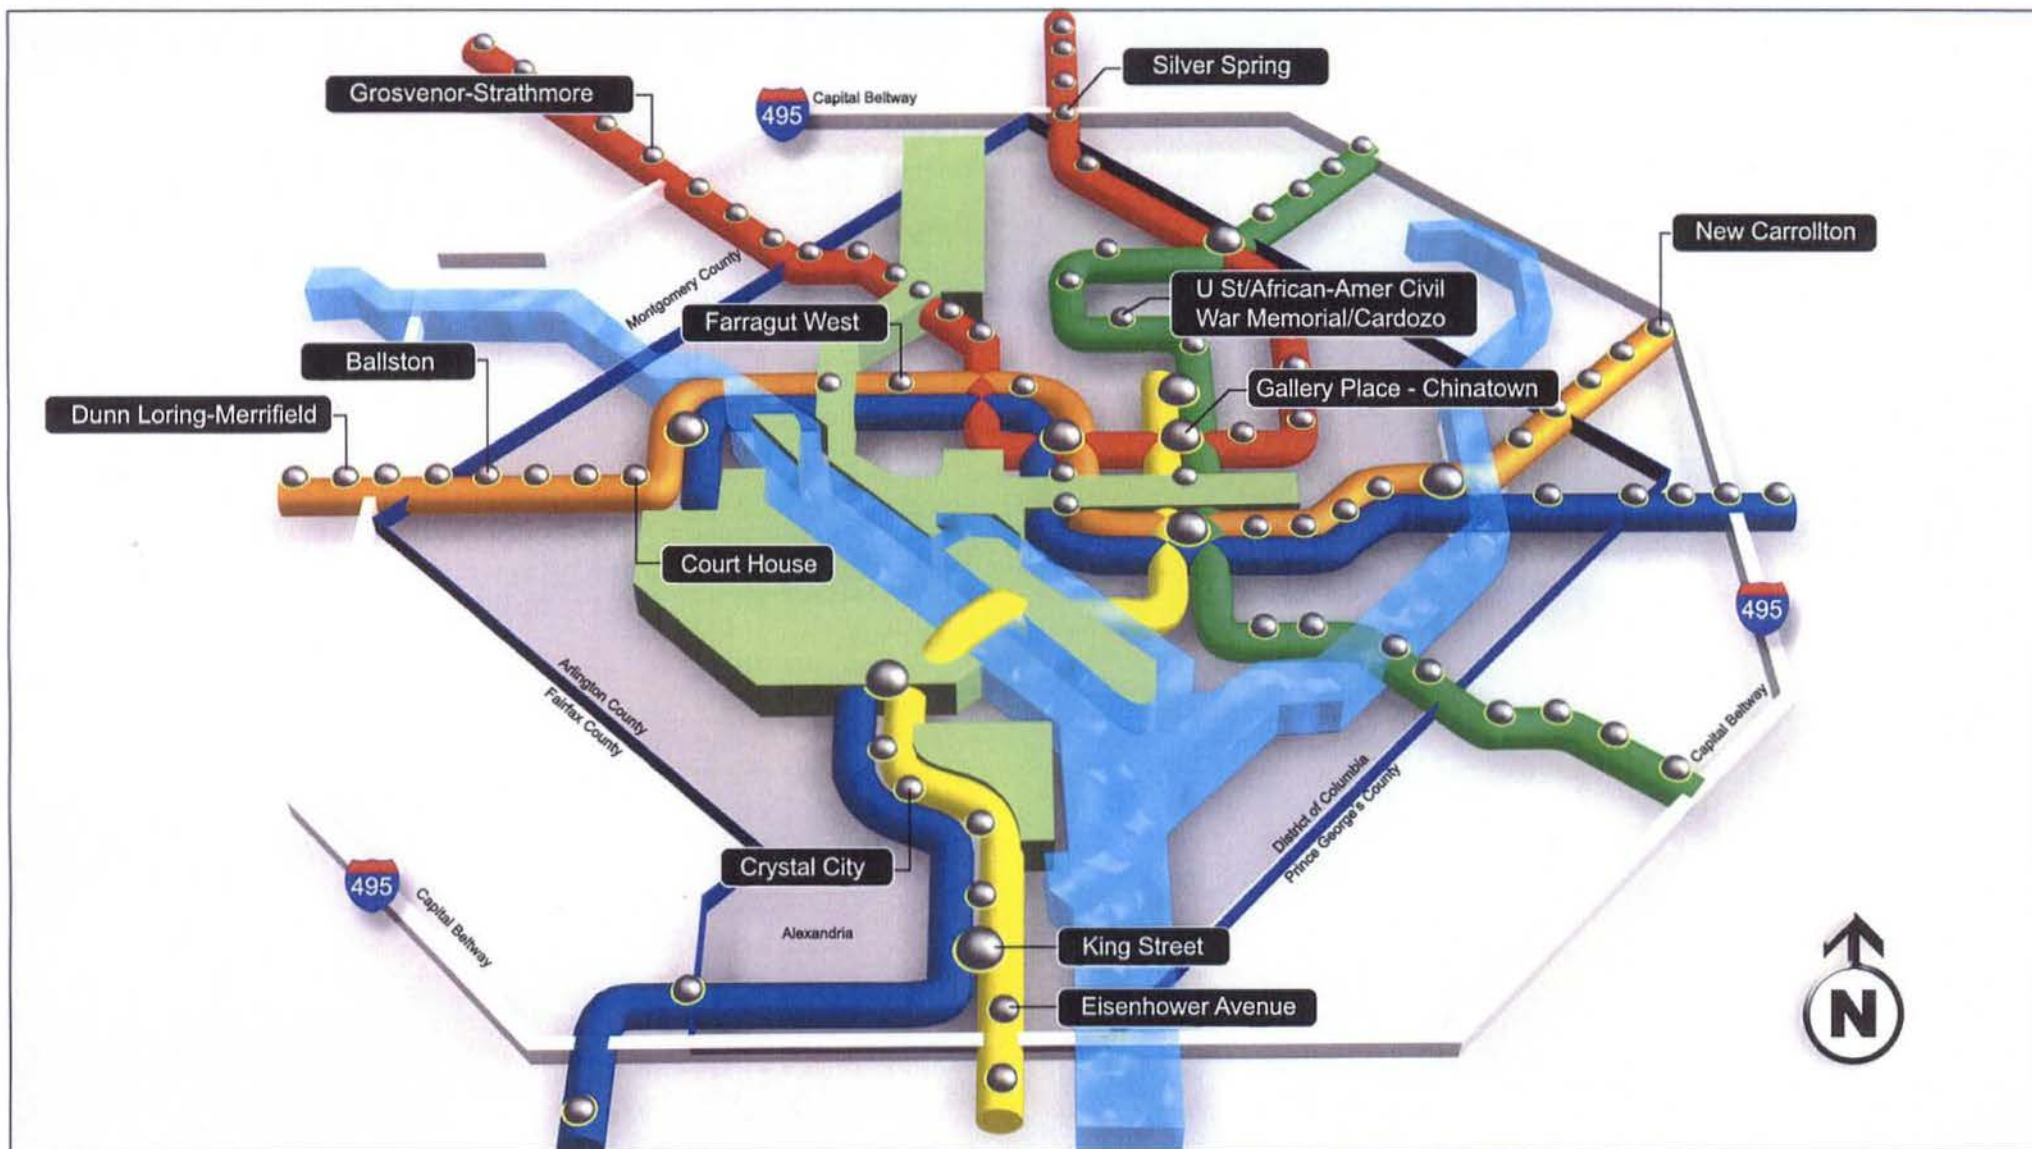 Silver Spring
Grosvenor-Strathmore
495
Capital Beltway
New Carrollton
U St/African-Amer Civil
War Memorial/Cardozo
Montgomery County
Farragut West
Ballston
Gallery Place - Chinatown
Dunn Loring-Merrifield
Court House
495
Arlington County
Fairfax County
Capital Beltway
District of Columbia
Prince George's County
Crystal City
495
Capital Beltway
Alexandria
King Street
Eisenhower Avenue
N